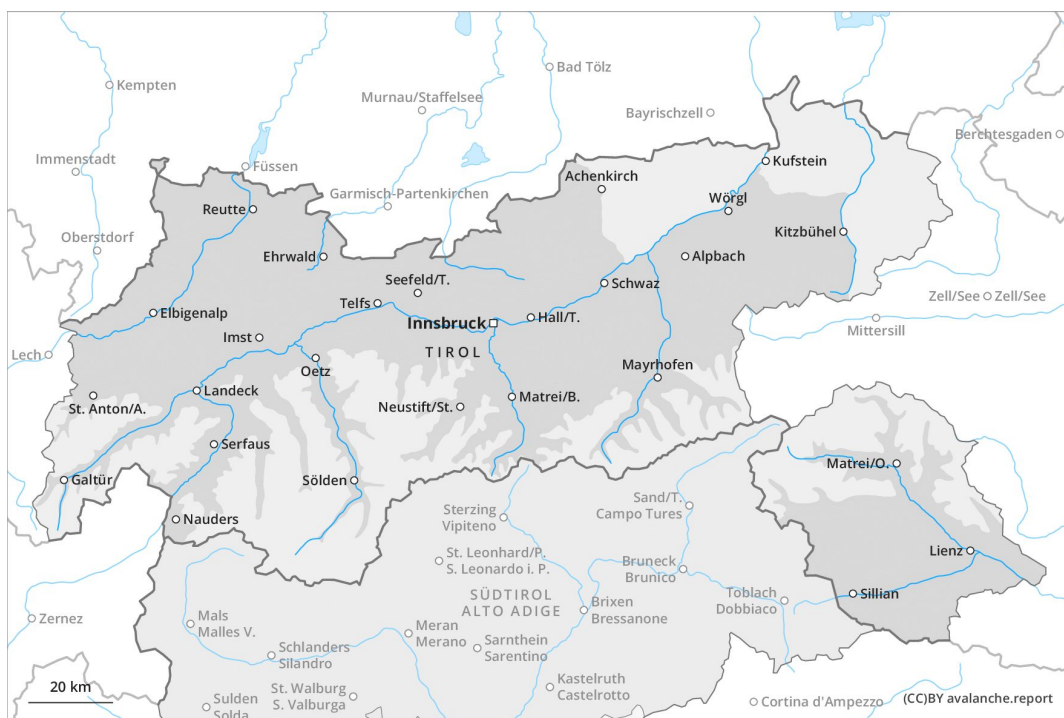 Kempten
Bad Tölz
Murnau/Staffelsee
Bayrischzell
Berchtesgaden
Immenstadt
Füssen
Kufstein
Achenkirch
Garmisch-Partenkirchen
Wörgl
Reutte
Kitzbühel
Oberstdorf
Ehrwald
Alpbach
Seefeld/T.
Schwaz
Telfs
Zell/See
Zell/See
Elbigenalp
Innsbruck
Hall/T.
Mittersill
Imst
TIROL
Lech
Oetz
Mayrhofen
Landeck
St. Anton/A.
Neustift/St.
Matrei/B.
Serfaus
Matrei/O.
Galtür
Sölden
Sand/T.
Campo Tures
Nauders
Sterzing
Vipiteno
St. Leonhard/P.
S. Leonardo i. P.
Lienz
Bruneck
Brunico
SÜDTIROL
ALTO ADIGE
Sillian
Toblach
Dobbiaco
Brixen
Bressanone
Zernez
Mals
Malles V.
Meran
Merano
Sarnthein
Sarentino
Schlanders
Silandro
20 km
St. Walburg
S. Valburga
Kastelruth
Castelrotto
Sulden
Solda
Cortina d'Ampezzo
(CC)BY avalanche.report